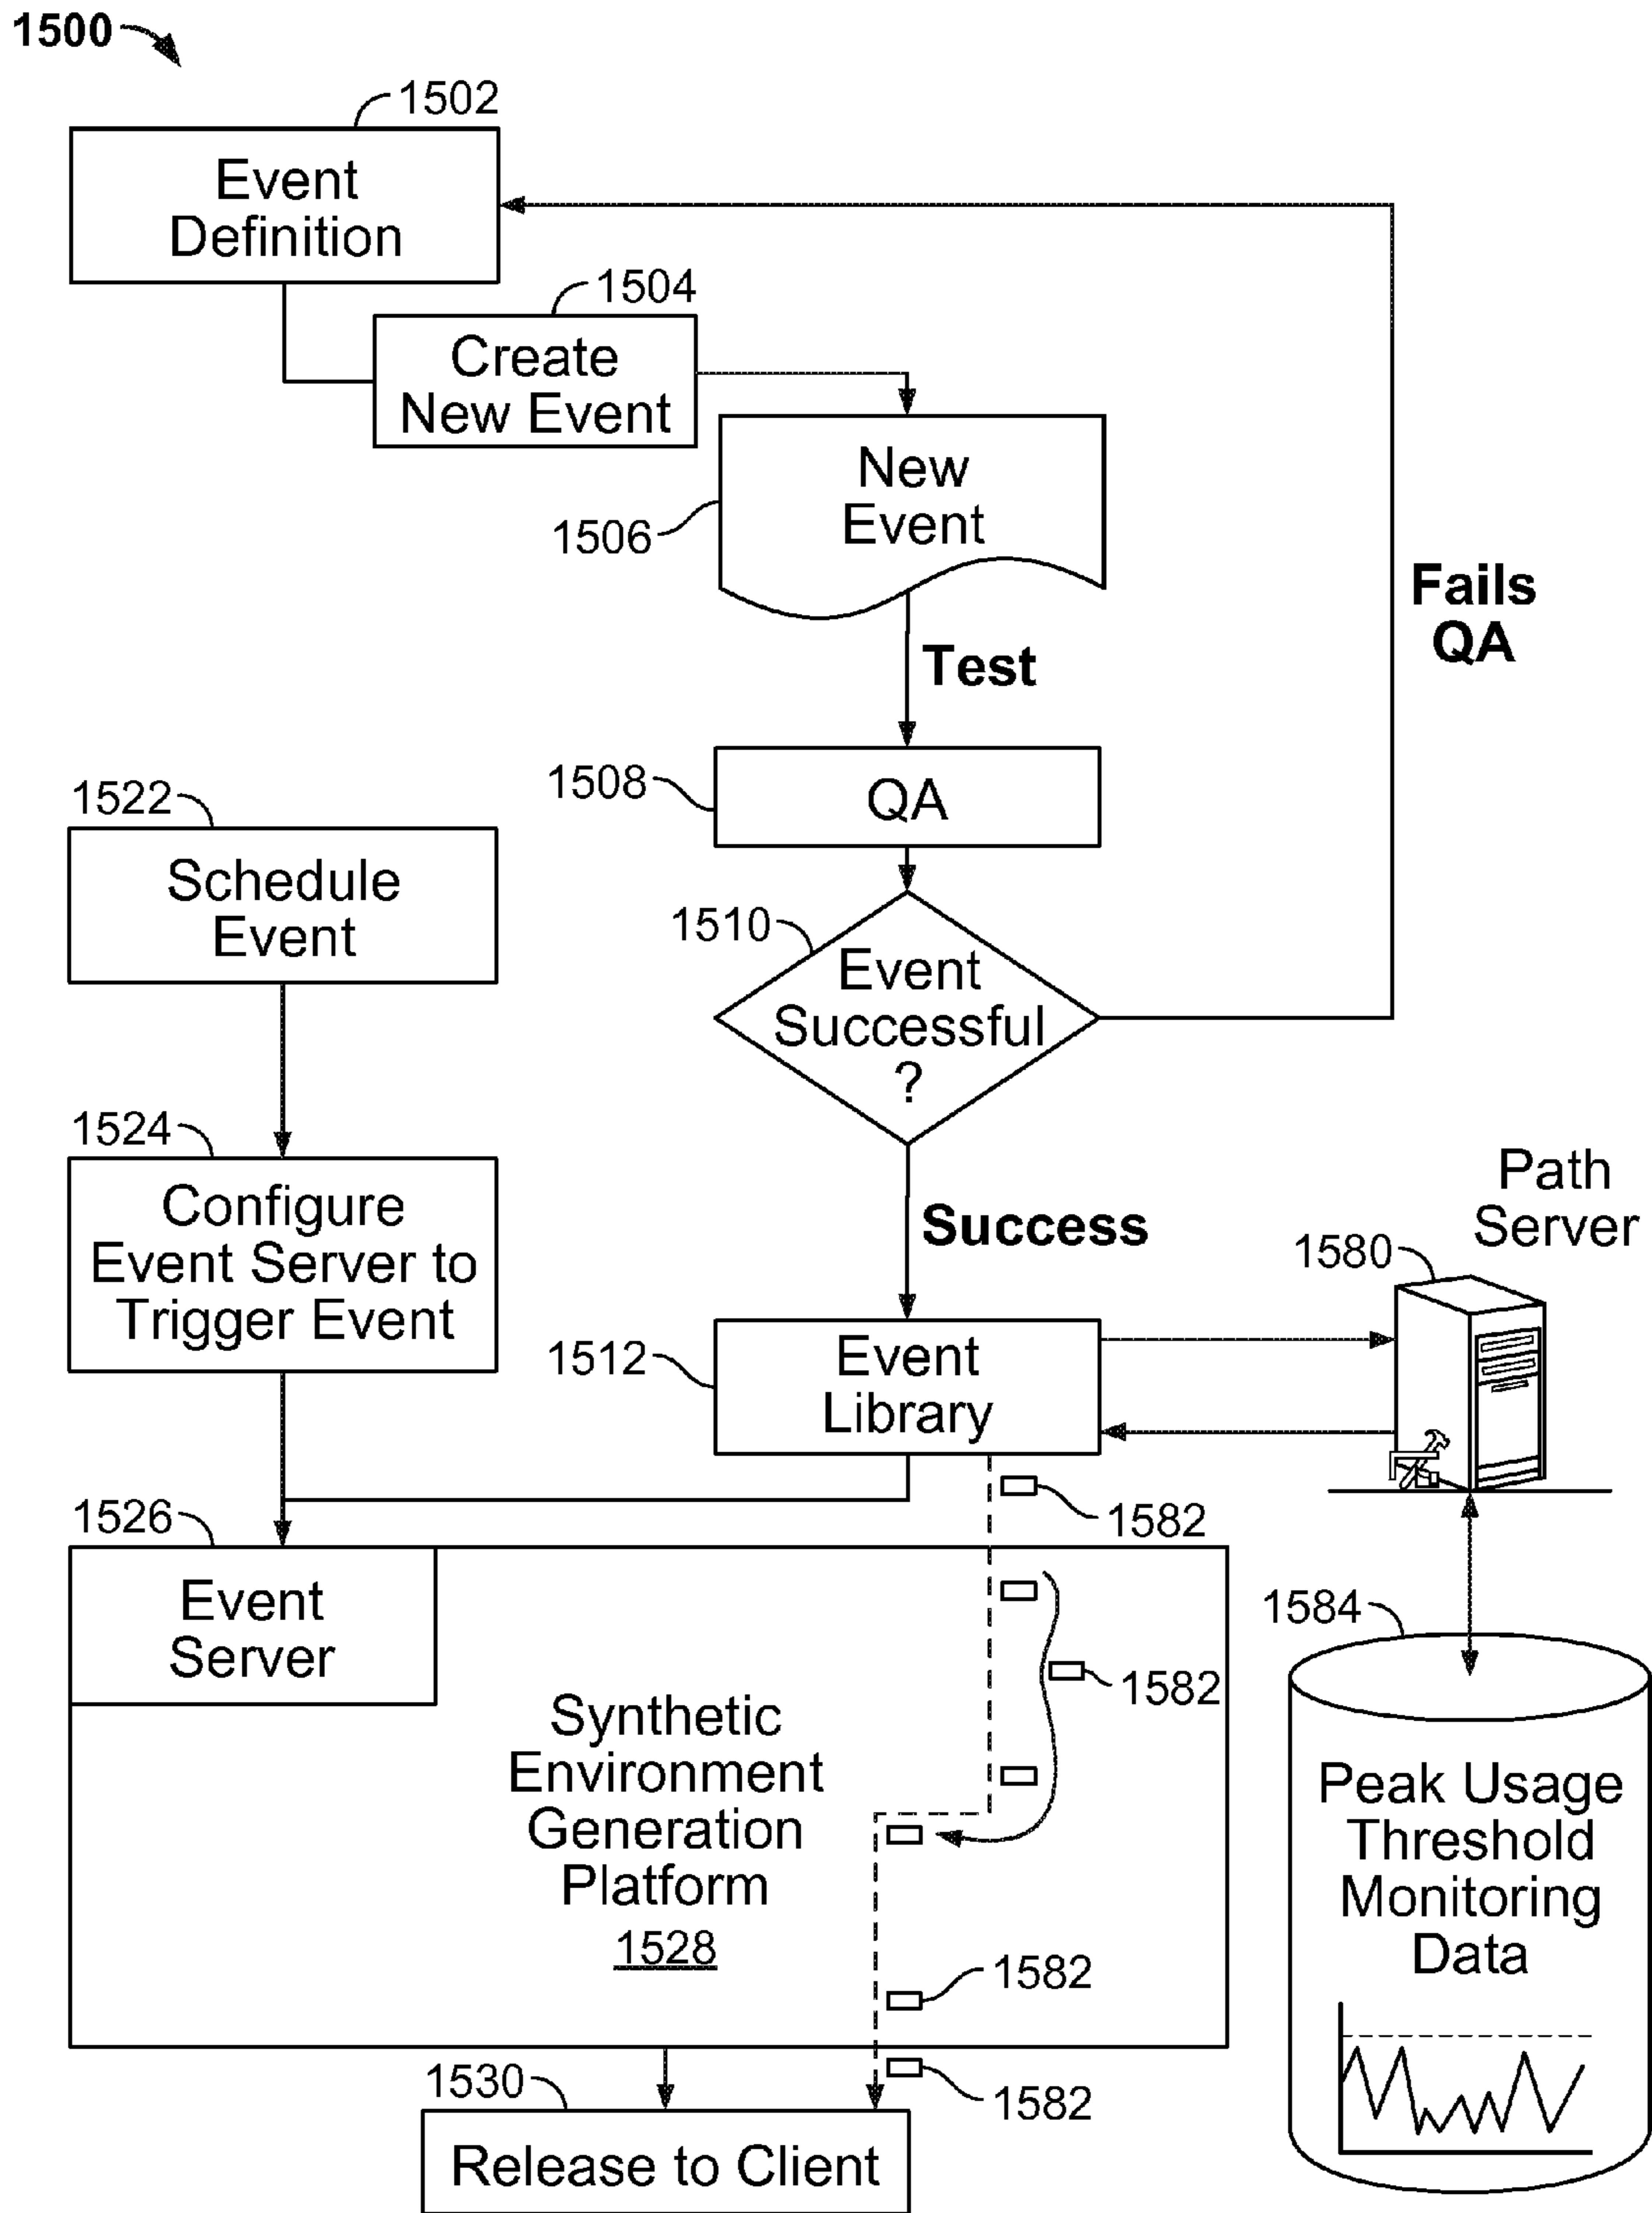 1500
1502
Event
Definition
1504
Create
New Event
New
Event
1506
Fails
QA
Test
1508
QA
1522
Schedule
Event
1510
Event
Successful
?
1524
Configure
Event Server to
Trigger Event
Success
Path
Server
1580
1512
Event
Library
1526
1582
Event
Server
1584
1582
Synthetic
Environment
Generation
Platform
1528
Peak Usage
Threshold
Monitoring
Data
1582
1582
1530
Release to Client